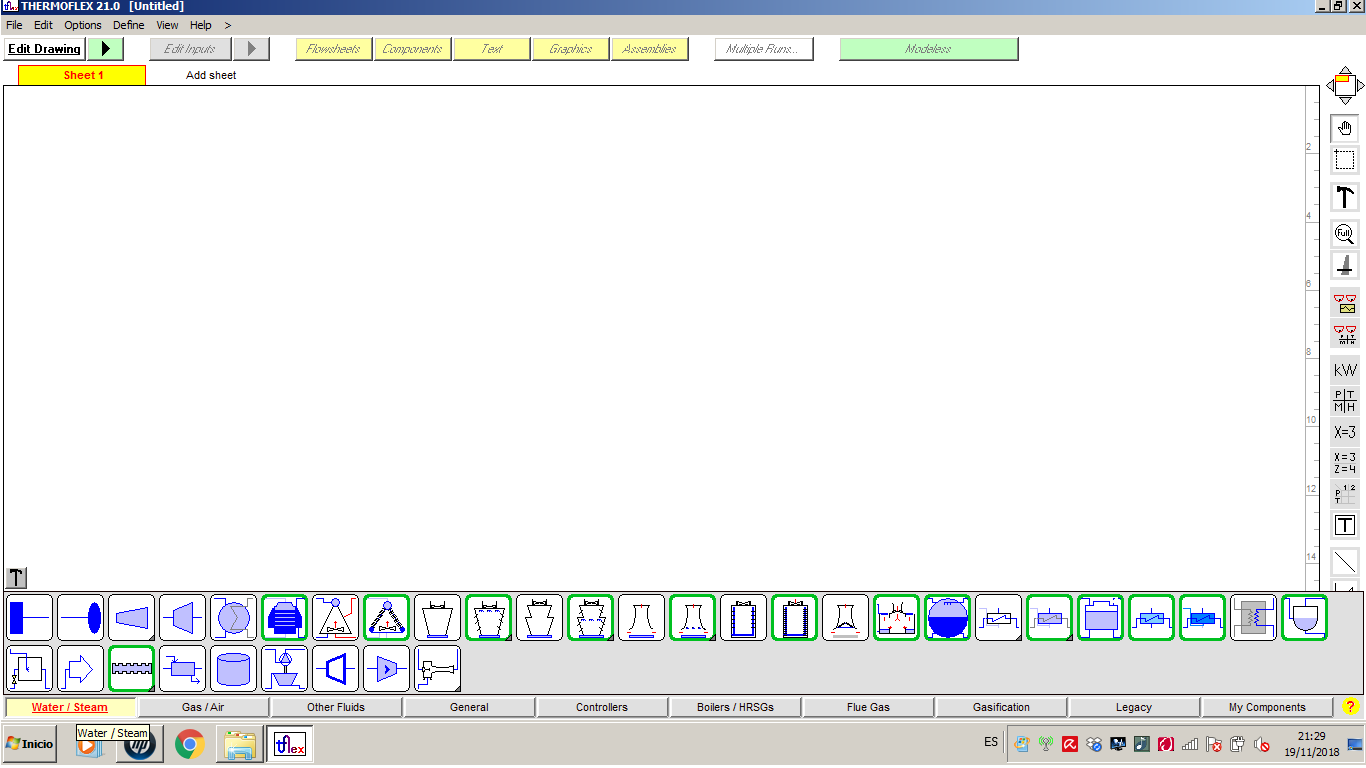 THERMOFLEX 21.0 [Untitled]
File Edit Options Define View Help >
Edit Drawing Edit Inputs Flowsheets Components Text Graphics Assemblies Multiple Runs... Modeless
Sheet 1 Add sheet
2
4
6
8
10
12
14
Full
P T
M H
kW
P T
M H
X=3
X=3
Z=4
1 2
P
T
T
Water / Steam Gas / Air Other Fluids General Controllers Boilers / HRSGs Flue Gas Gasification Legacy My Components ?
Water / Steam
Inicio
hp
tflex
ES
21:29
19/11/2018